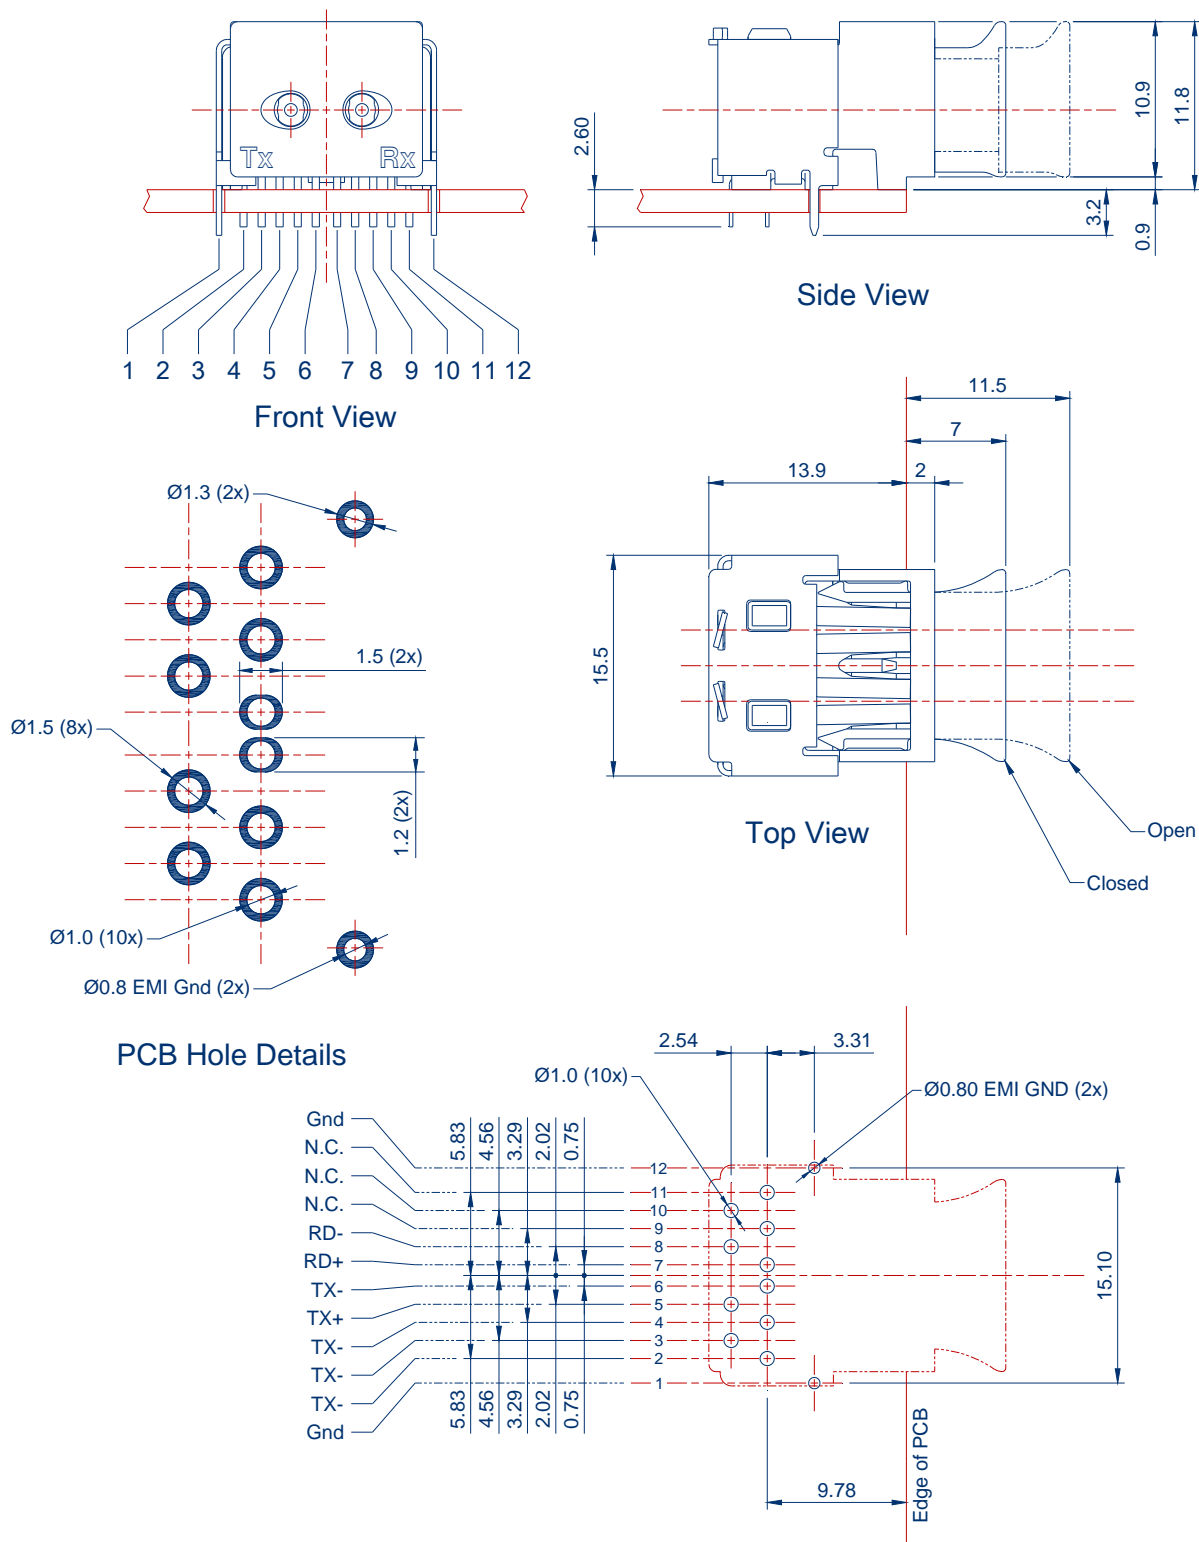 Tx Rx
1 2 3 4 5 6 7 8 9 10 11 12
Front View
2.60
10.9
11.8
3.2
0.9
Side View
11.5
7
13.9
2
15.5
Top View
Open
Closed
Ø1.3 (2x)
1.5 (2x)
Ø1.5 (8x)
1.2 (2x)
Ø1.0 (10x)
Ø0.8 EMI Gnd (2x)
PCB Hole Details
2.54
3.31
Ø1.0 (10x)
Ø0.80 EMI GND (2x)
Gnd
N.C.
N.C.
N.C.
RD-
RD+
TX-
TX+
TX-
TX-
TX-
Gnd
5.83
4.56
3.29
2.02
0.75
12
11
10
9
8
7
6
5
4
3
2
1
5.83
4.56
3.29
2.02
0.75
15.10
9.78
Edge of PCB